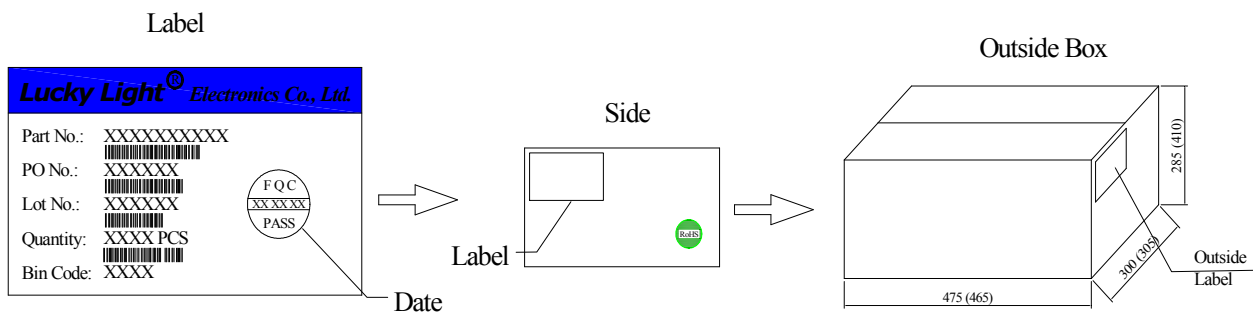 Label
Lucky Light® Electronics Co., Ltd.
Part No.: XXXXXXXXXX
PO No.: XXXXXX
Lot No.: XXXXXX
Quantity: XXXX PCS
Bin Code: XXXX
F Q C
XX XX XX
PASS
Date
Side
Label
RoHS
Outside Box
285 (410)
300 (305)
475 (465)
Outside
Label